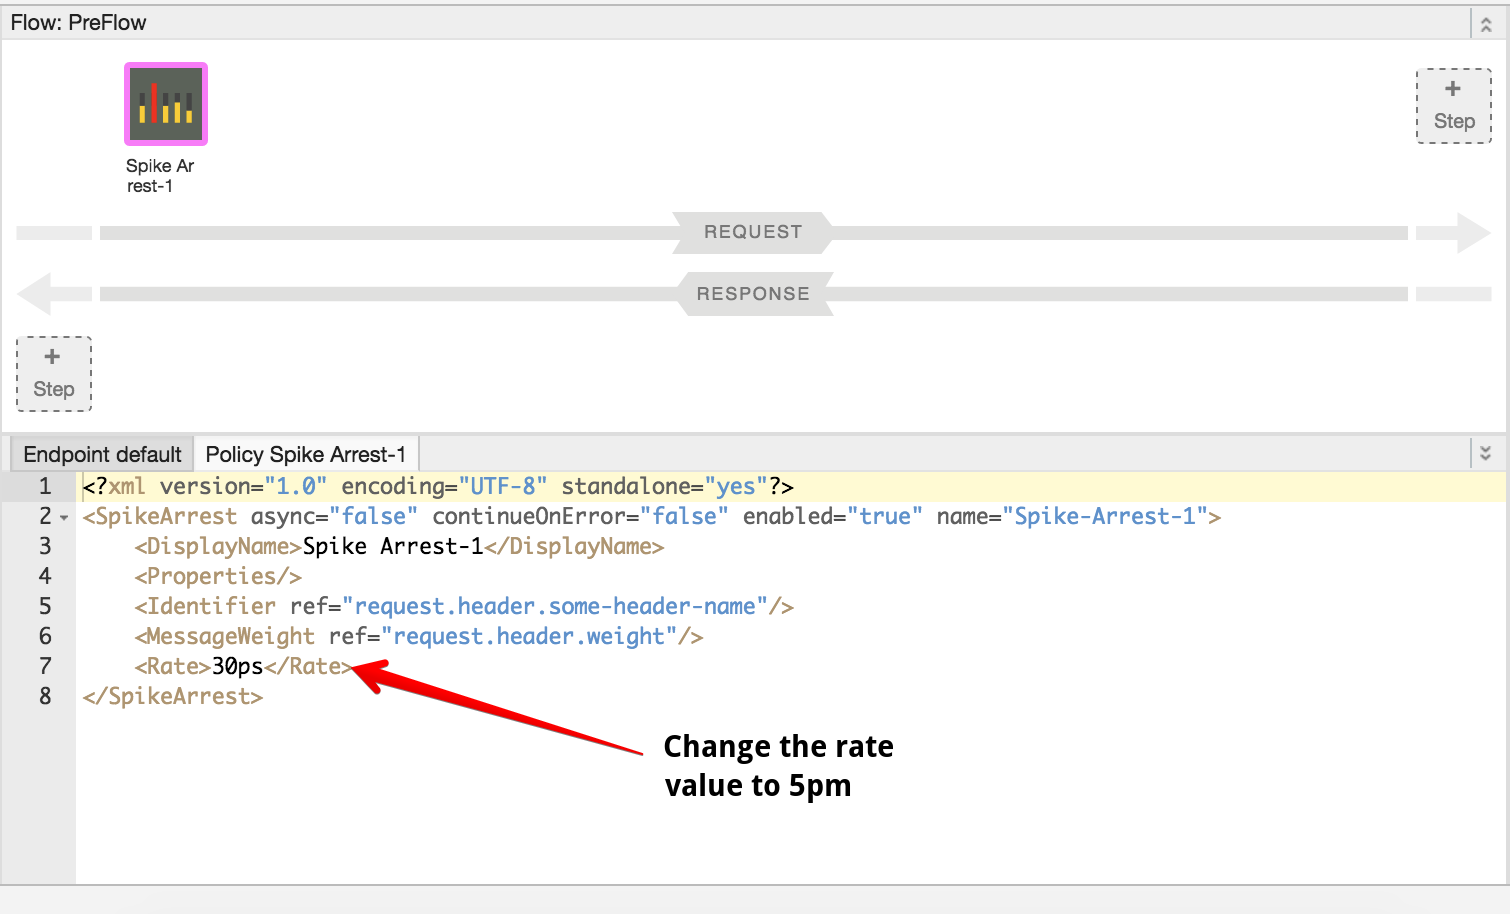 Flow: PreFlow
+
Step
Spike Ar
rest-1
REQUEST
RESPONSE
+
Step
Endpoint default
Policy Spike Arrest-1
1 <?xml version="1.0" encoding="UTF-8" standalone="yes"?>
2 <SpikeArrest async="false" continueOnError="false" enabled="true" name="Spike-Arrest-1">
3 <DisplayName>Spike Arrest-1</DisplayName>
4 <Properties/>
5 <Identifier ref="request.header.some-header-name"/>
6 <MessageWeight ref="request.header.weight"/>
7 <Rate>30ps</Rate>
8 </SpikeArrest>
Change the rate
value to 5pm